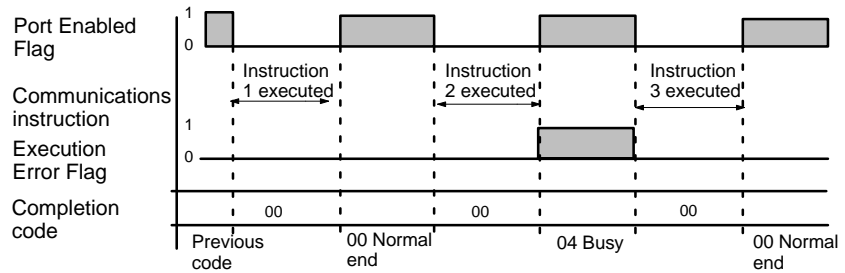 Port Enabled
Flag
1
0
Instruction
1 executed
Instruction
2 executed
Instruction
3 executed
Communications
instruction
Execution
Error Flag
1
0
Completion
code
00
00
00
Previous
code
00 Normal
end
04 Busy
00 Normal
end